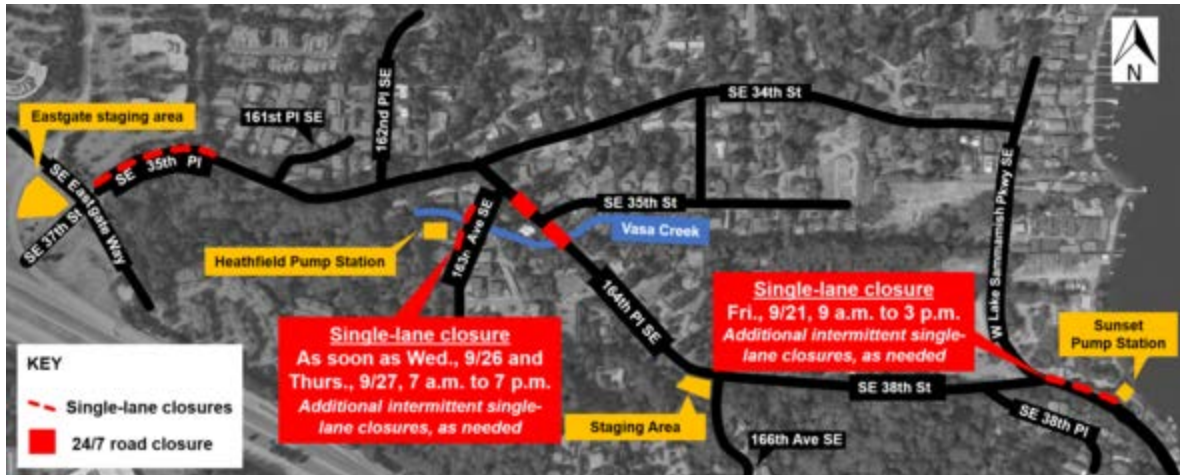 Eastgate staging area
161st Pl SE
162nd Pl SE
SE 34th St
N
SE 35th Pl
SE Eastgate Way
SE 37th St
163rd Ave SE
SE 35th St
Vasa Creek
Heathfield Pump Station
164th Pl SE
W Lake Sammamish Pkwy SE
Single-lane closure
As soon as Wed., 9/26 and
Thurs., 9/27, 7 a.m. to 7 p.m.
Additional intermittent single-
lane closures, as needed
Single-lane closure
Fri., 9/21, 9 a.m. to 3 p.m.
Additional intermittent single-
lane closures, as needed
Sunset
Pump Station
SE 38th St
SE 38th Pl
Staging Area
166th Ave SE
KEY
Single-lane closures
24/7 road closure